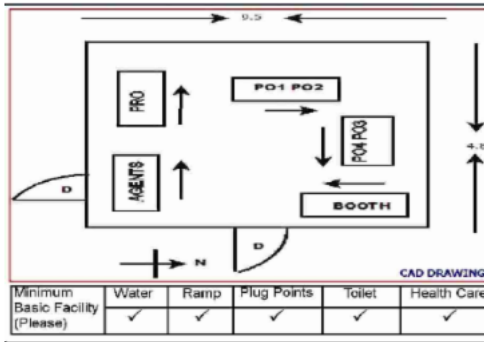 9.5
PO1 PO2
PRO
PO4 PO3
AGENTS
BOOTH
D
D
N
CAD DRAWING
Minimum Basic Facility (Please) Water Ramp Plug Points Toilet Health Care
✓ ✓ ✓ ✓ ✓